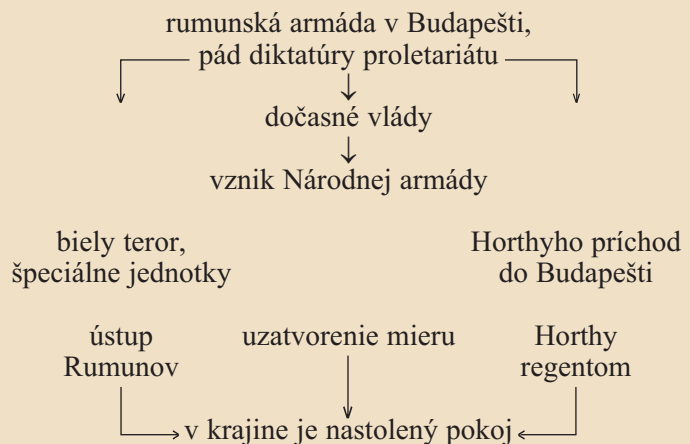 rumunská armáda v Budapešti,
pád diktatúry proletariátu
dočasné vlády
vznik Národnej armády
biely teror,
špeciálne jednotky
Horthyho príchod
do Budapešti
ústup
Rumunov
uzatvorenie mieru
Horthy
regentom
v krajine je nastolený pokoj